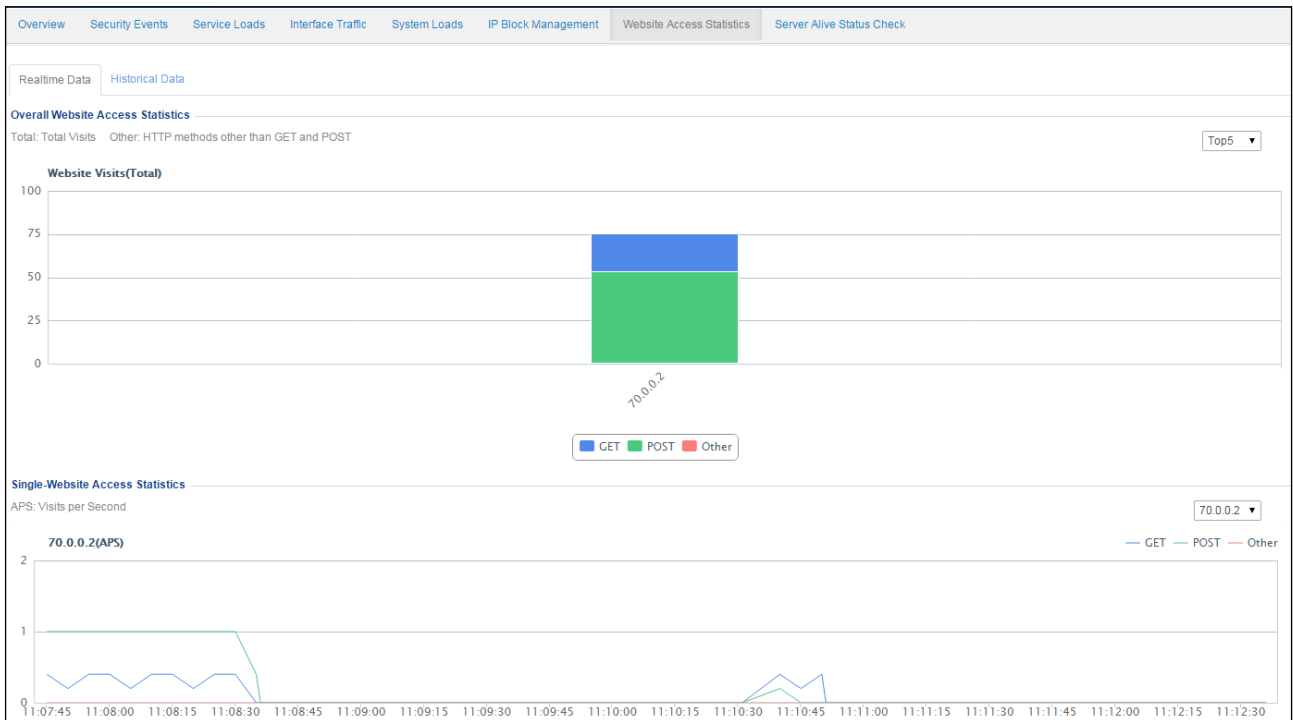 Overview Security Events Service Loads Interface Traffic System Loads IP Block Management Website Access Statistics Server Alive Status Check
Realtime Data Historical Data
Overall Website Access Statistics
Total: Total Visits Other: HTTP methods other than GET and POST
Top5
Website Visits(Total)
100
75
50
25
0
70.0.0.2
GET POST Other
Single-Website Access Statistics
APS: Visits per Second
70.0.0.2
70.0.0.2(APS)
GET POST Other
2
1
0
11:07:45 11:08:00 11:08:15 11:08:30 11:08:45 11:09:00 11:09:15 11:09:30 11:09:45 11:10:00 11:10:15 11:10:30 11:10:45 11:11:00 11:11:15 11:11:30 11:11:45 11:12:00 11:12:15 11:12:30